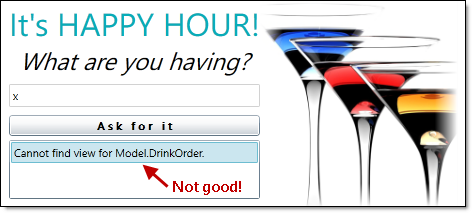 It's HAPPY HOUR!
What are you having?
x
Ask for it
Cannot find view for Model.DrinkOrder.
Not good!